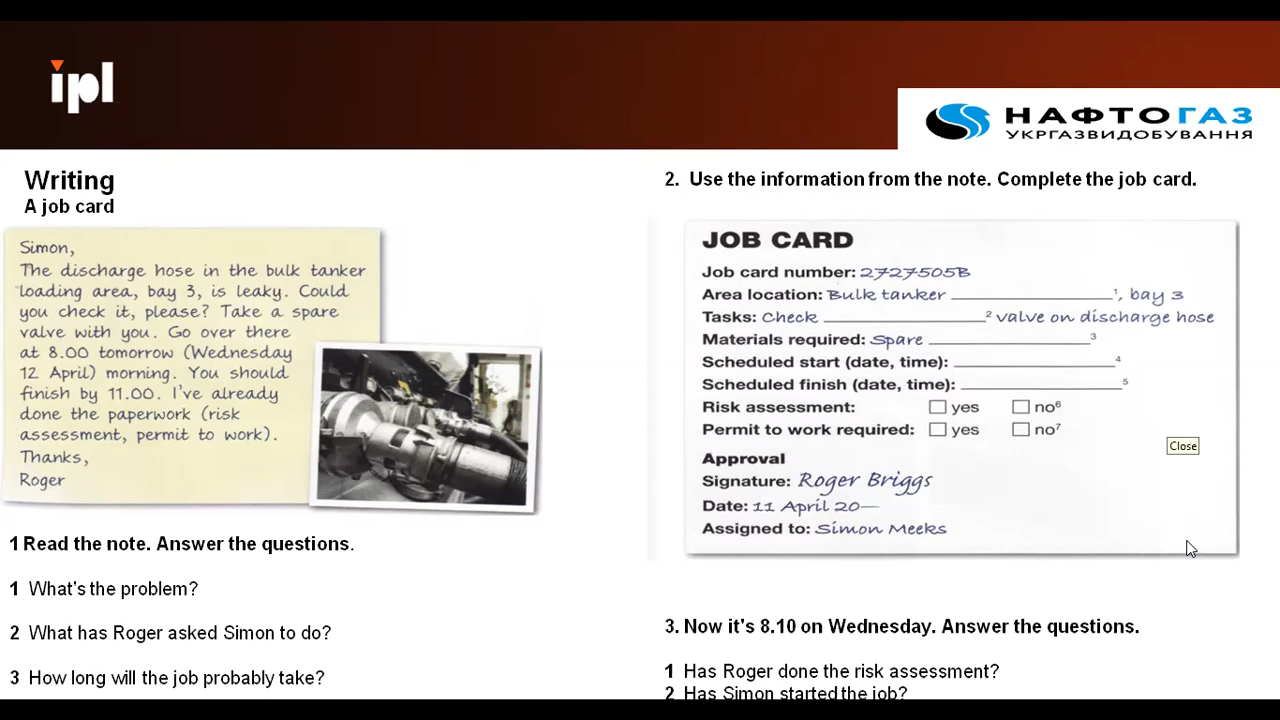 ipl
НАФТОГАЗ
УКРГАЗВИДОБУВАННЯ
Writing
A job card
Simon,
The discharge hose in the bulk tanker
loading area, bay 3, is leaky. Could
you check it, please? Take a spare
valve with you. Go over there
at 8.00 tomorrow (Wednesday
12 April) morning. You should
finish by 11.00. I've already
done the paperwork (risk
assessment, permit to work).
Thanks,
Roger
1 Read the note. Answer the questions.
1 What's the problem?
2 What has Roger asked Simon to do?
3 How long will the job probably take?
2. Use the information from the note. Complete the job card.
JOB CARD
Job card number: 2727505B
Area location: Bulk tanker ____________________1, bay 3
Tasks: Check ____________________2 valve on discharge hose
Materials required: Spare ____________________3
Scheduled start (date, time): ____________________4
Scheduled finish (date, time): ____________________5
Risk assessment: yes no6
Permit to work required: yes no7
Close
Approval
Signature: Roger Briggs
Date: 11 April 20—
Assigned to: Simon Meeks
3. Now it's 8.10 on Wednesday. Answer the questions.
1 Has Roger done the risk assessment?
2 Has Simon started the job?